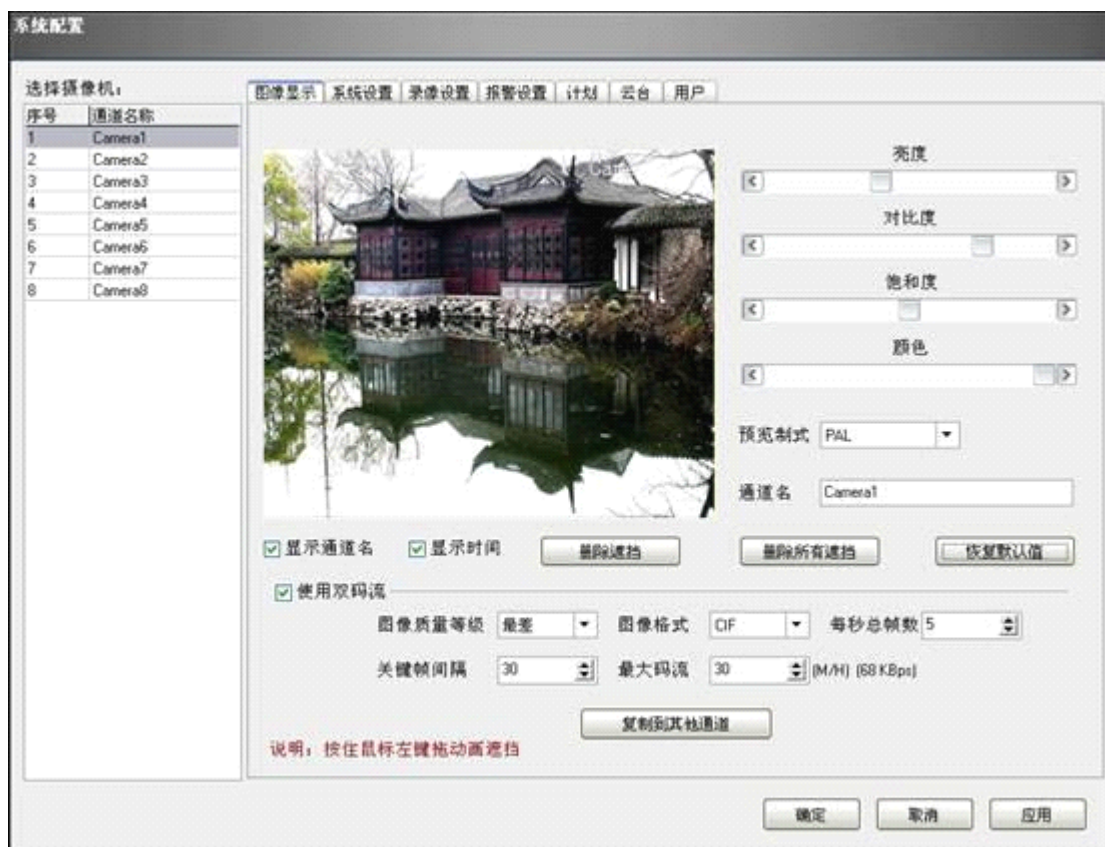 系统配置
选择摄像机:
序号 通道名称
1 Camera1
2 Camera2
3 Camera3
4 Camera4
5 Camera5
6 Camera6
7 Camera7
8 Camera8
图像显示 系统设置 录像设置 报警设置 计划 云台 用户
亮度
对比度
饱和度
颜色
预览制式 PAL
通道名 Camera1
显示通道名 显示时间 删除遮挡 删除所有遮挡 恢复默认值
使用双码流
图像质量等级 最差 图像格式 CIF 每秒总帧数 5
关键帧间隔 30 最大码流 30 (M/H) (68 KBps)
复制到其他通道
说明: 按住鼠标左键拖动画遮挡
确定 取消 应用